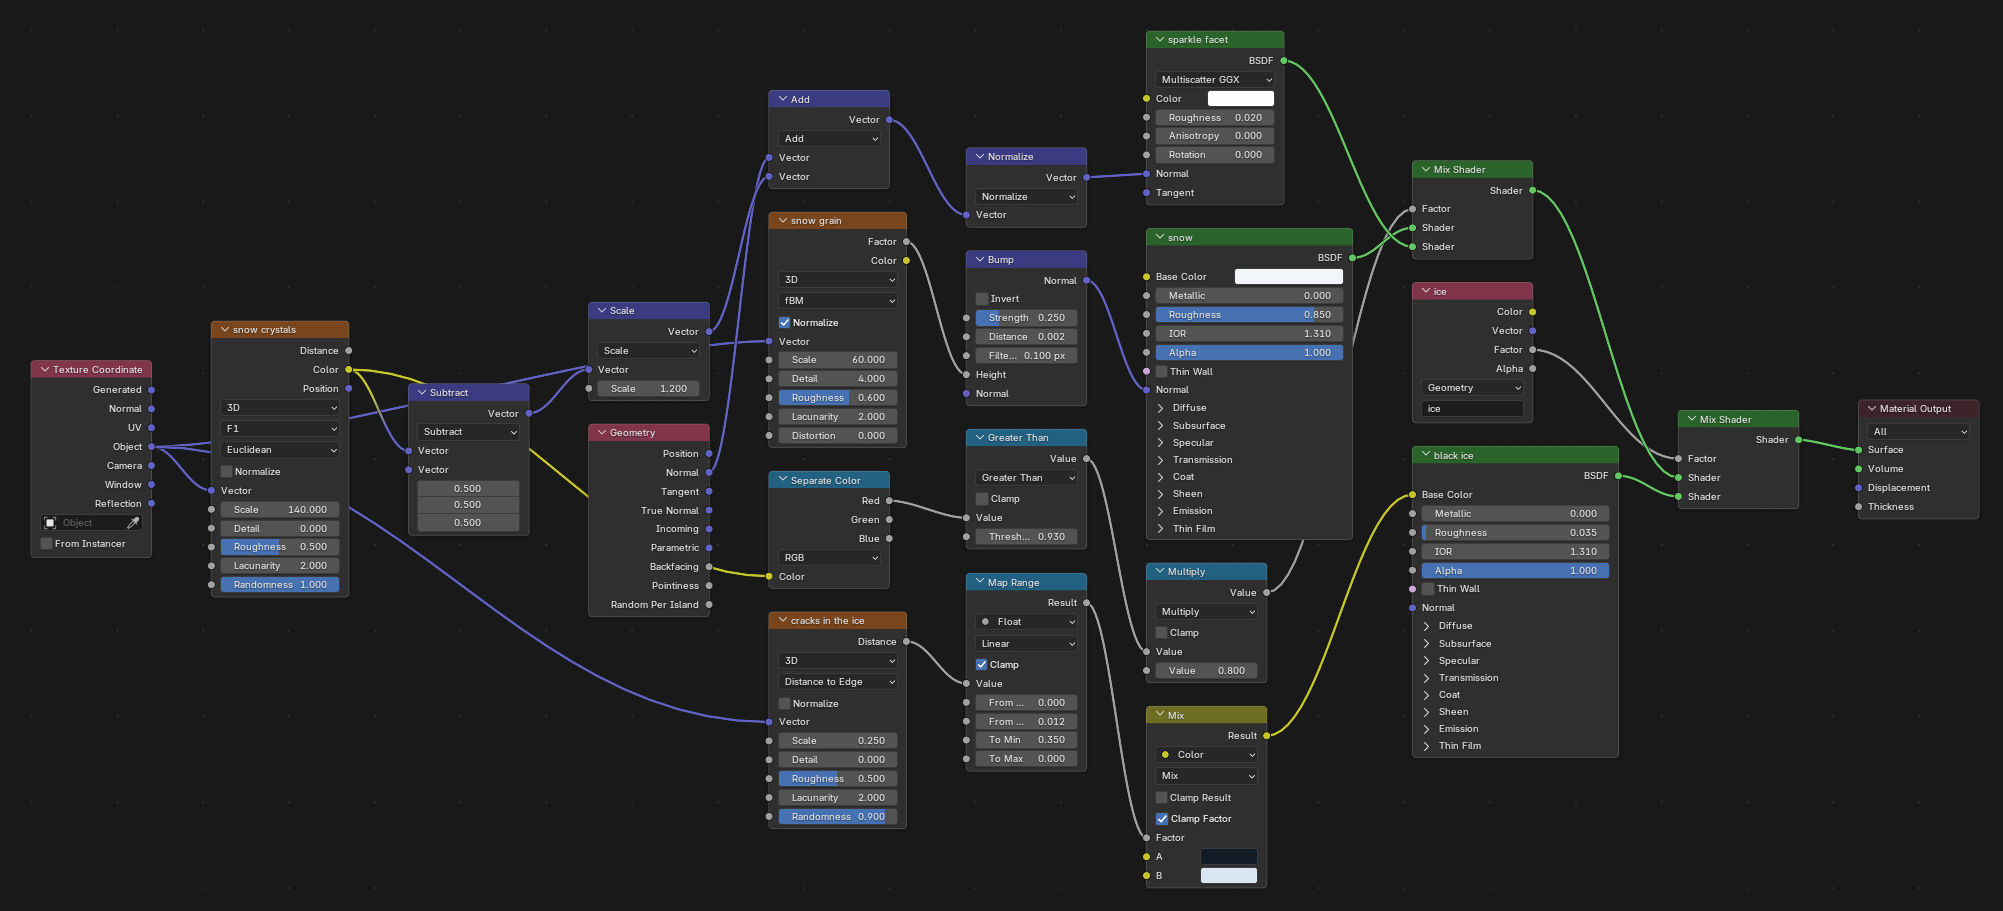 Texture Coordinate
Generated
Normal
UV
Object
Camera
Window
Reflection
Object
From Instancer
snow crystals
Distance
Color
Position
3D
F1
Euclidean
Normalize
Vector
Scale 140.000
Detail 0.000
Roughness 0.500
Lacunarity 2.000
Randomness 1.000
Subtract
Vector
Subtract
Vector
Vector
0.500
0.500
0.500
Scale
Vector
Scale
Vector
Scale 1.200
Geometry
Position
Normal
Tangent
True Normal
Incoming
Parametric
Backfacing
Pointiness
Random Per Island
Add
Vector
Add
Vector
Vector
snow grain
Factor
Color
3D
fBM
Normalize
Vector
Scale 60.000
Detail 4.000
Roughness 0.600
Lacunarity 2.000
Distortion 0.000
Separate Color
Red
Green
Blue
RGB
Color
cracks in the ice
Distance
3D
Distance to Edge
Normalize
Vector
Scale 0.250
Detail 0.000
Roughness 0.500
Lacunarity 2.000
Randomness 0.900
Normalize
Vector
Normalize
Vector
Bump
Normal
Invert
Strength 0.250
Distance 0.002
Filte... 0.100 px
Height
Normal
Greater Than
Value
Greater Than
Clamp
Value
Thresh... 0.930
Map Range
Result
Float
Linear
Clamp
Value
From ... 0.000
From ... 0.012
To Min 0.350
To Max 0.000
sparkle facet
BSDF
Multiscatter GGX
Color
Roughness 0.020
Anisotropy 0.000
Rotation 0.000
Normal
Tangent
snow
BSDF
Base Color
Metallic 0.000
Roughness 0.850
IOR 1.310
Alpha 1.000
Thin Wall
Normal
Diffuse
Subsurface
Specular
Transmission
Coat
Sheen
Emission
Thin Film
Multiply
Value
Multiply
Clamp
Value
Value 0.800
Mix
Result
Color
Mix
Clamp Result
Clamp Factor
Factor
A
B
Mix Shader
Shader
Factor
Shader
Shader
ice
Color
Vector
Factor
Alpha
Geometry
ice
black ice
BSDF
Base Color
Metallic 0.000
Roughness 0.035
IOR 1.310
Alpha 1.000
Thin Wall
Normal
Diffuse
Subsurface
Specular
Transmission
Coat
Sheen
Emission
Thin Film
Mix Shader
Shader
Factor
Shader
Shader
Material Output
All
Surface
Volume
Displacement
Thickness